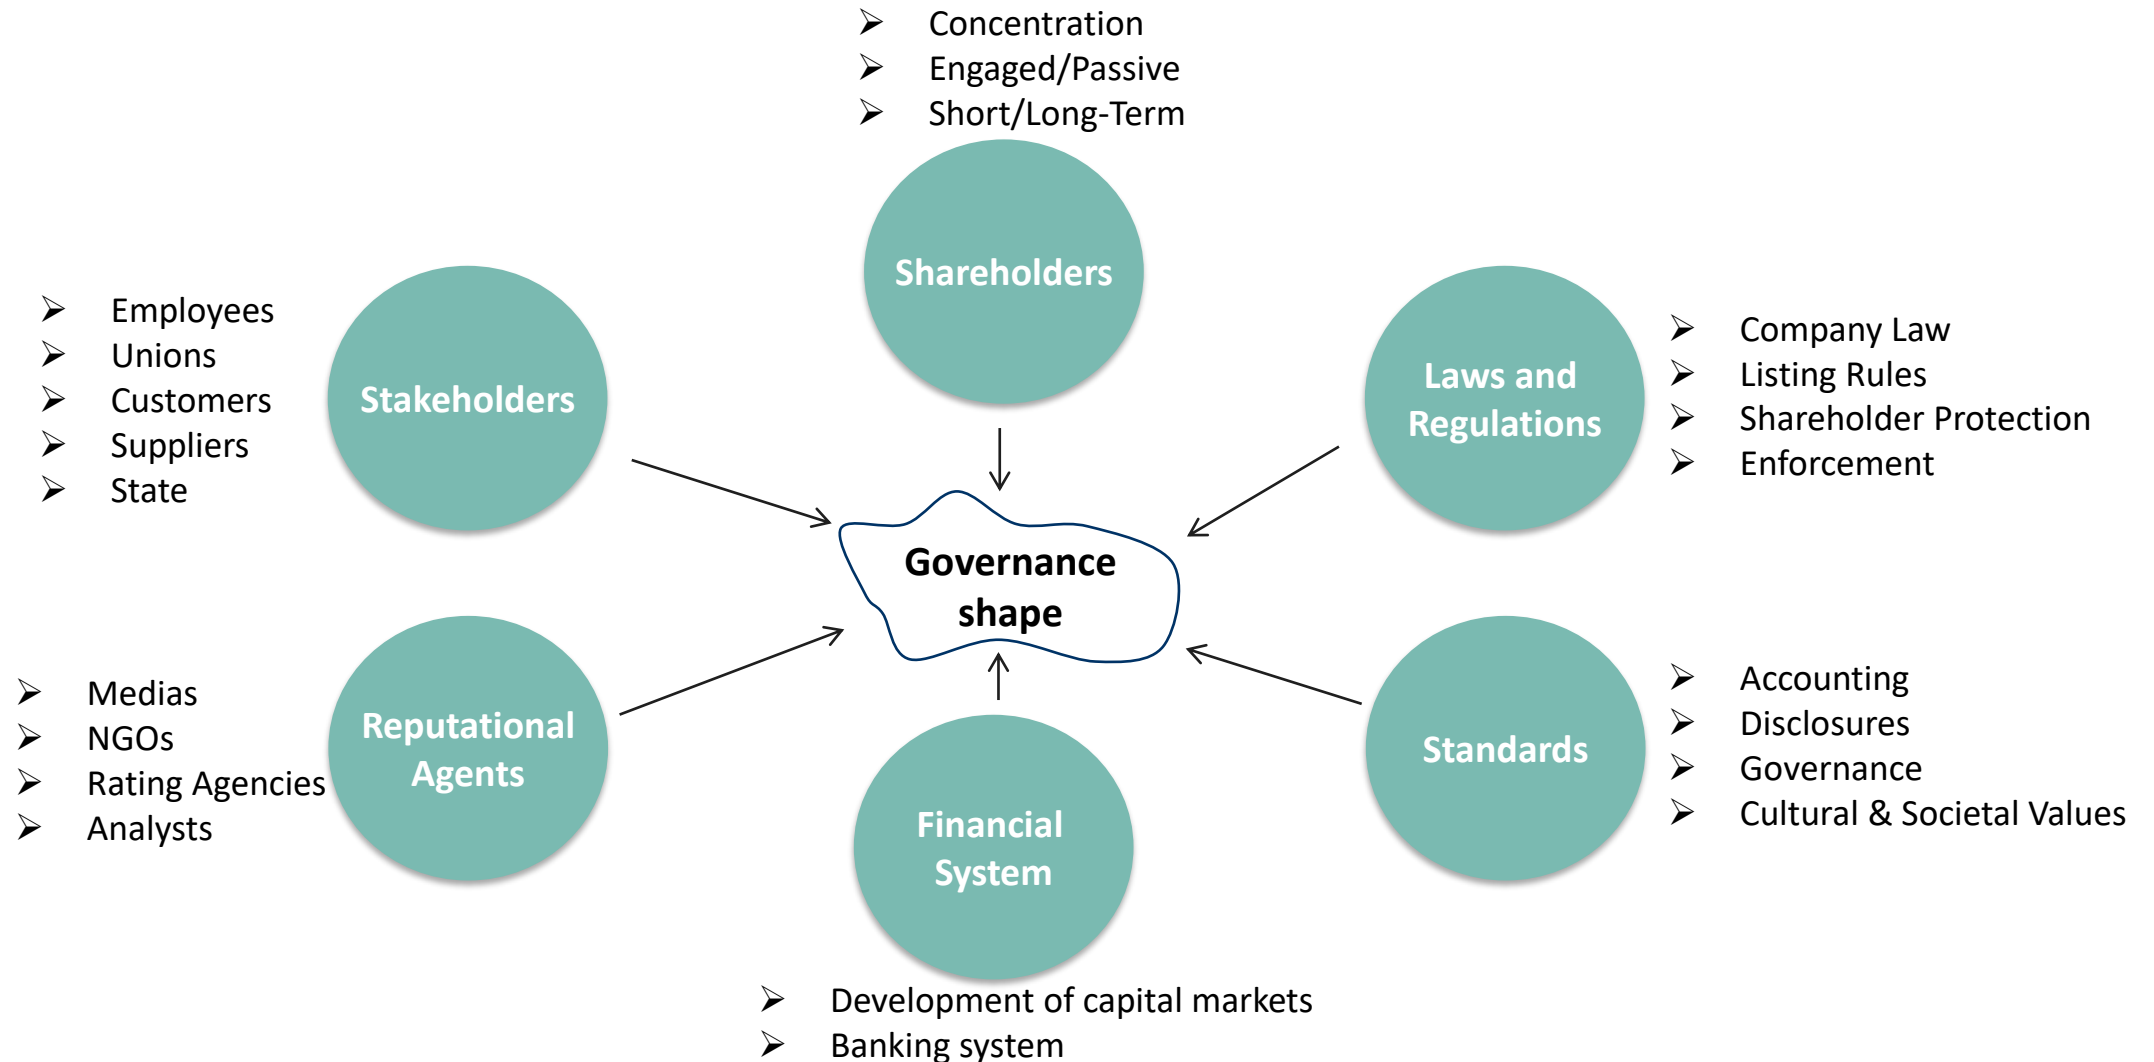 ➢ Concentration
➢ Engaged/Passive
➢ Short/Long-Term
Shareholders
➢ Employees
➢ Unions
➢ Customers
➢ Suppliers
➢ State
Stakeholders
Laws and
Regulations
➢ Company Law
➢ Listing Rules
➢ Shareholder Protection
➢ Enforcement
Governance
shape
➢ Medias
➢ NGOs
➢ Rating Agencies
➢ Analysts
Reputational
Agents
Financial
System
➢ Development of capital markets
➢ Banking system
Standards
➢ Accounting
➢ Disclosures
➢ Governance
➢ Cultural & Societal Values